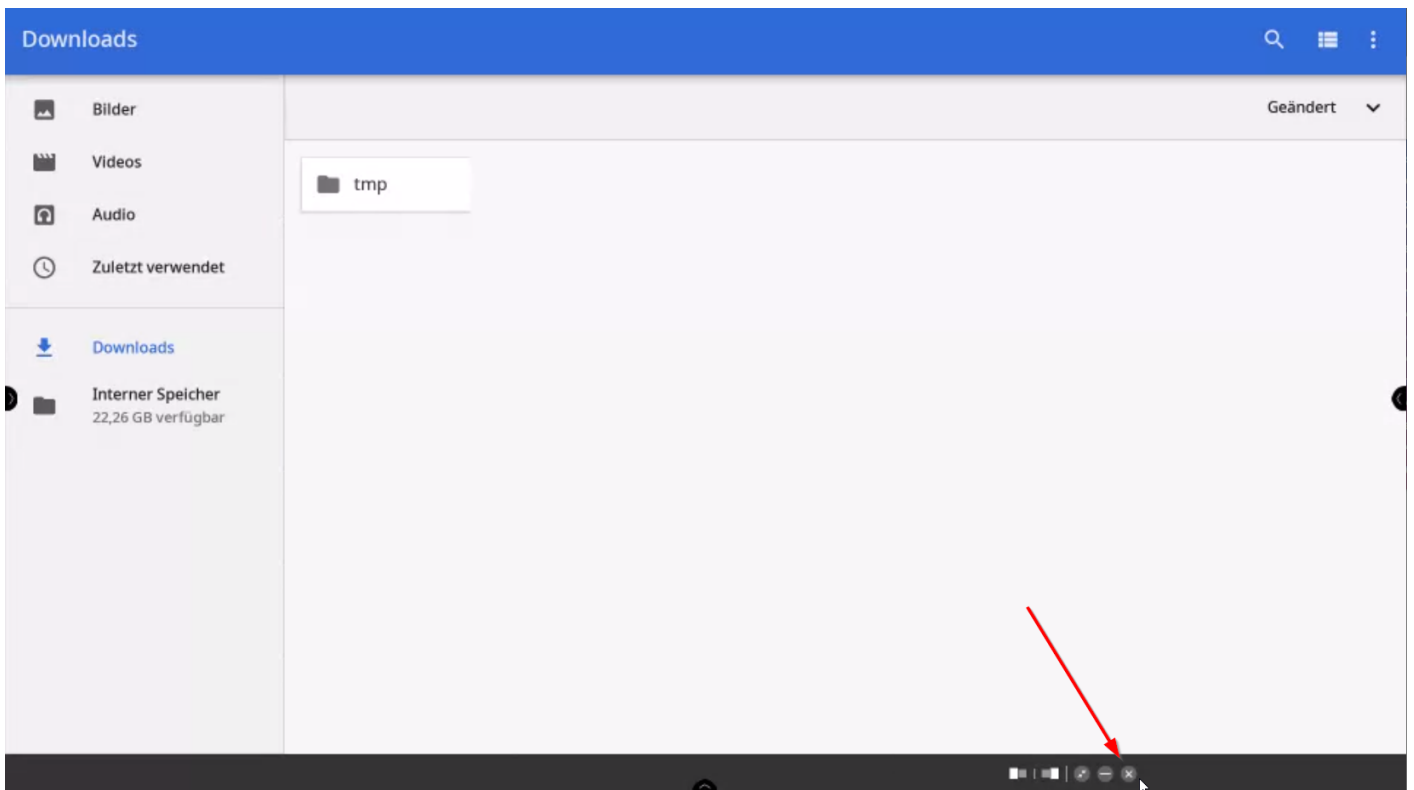 Downloads
Bilder
Videos
Audio
Zuletzt verwendet
Downloads
Interner Speicher
22,26 GB verfügbar
Geändert
tmp